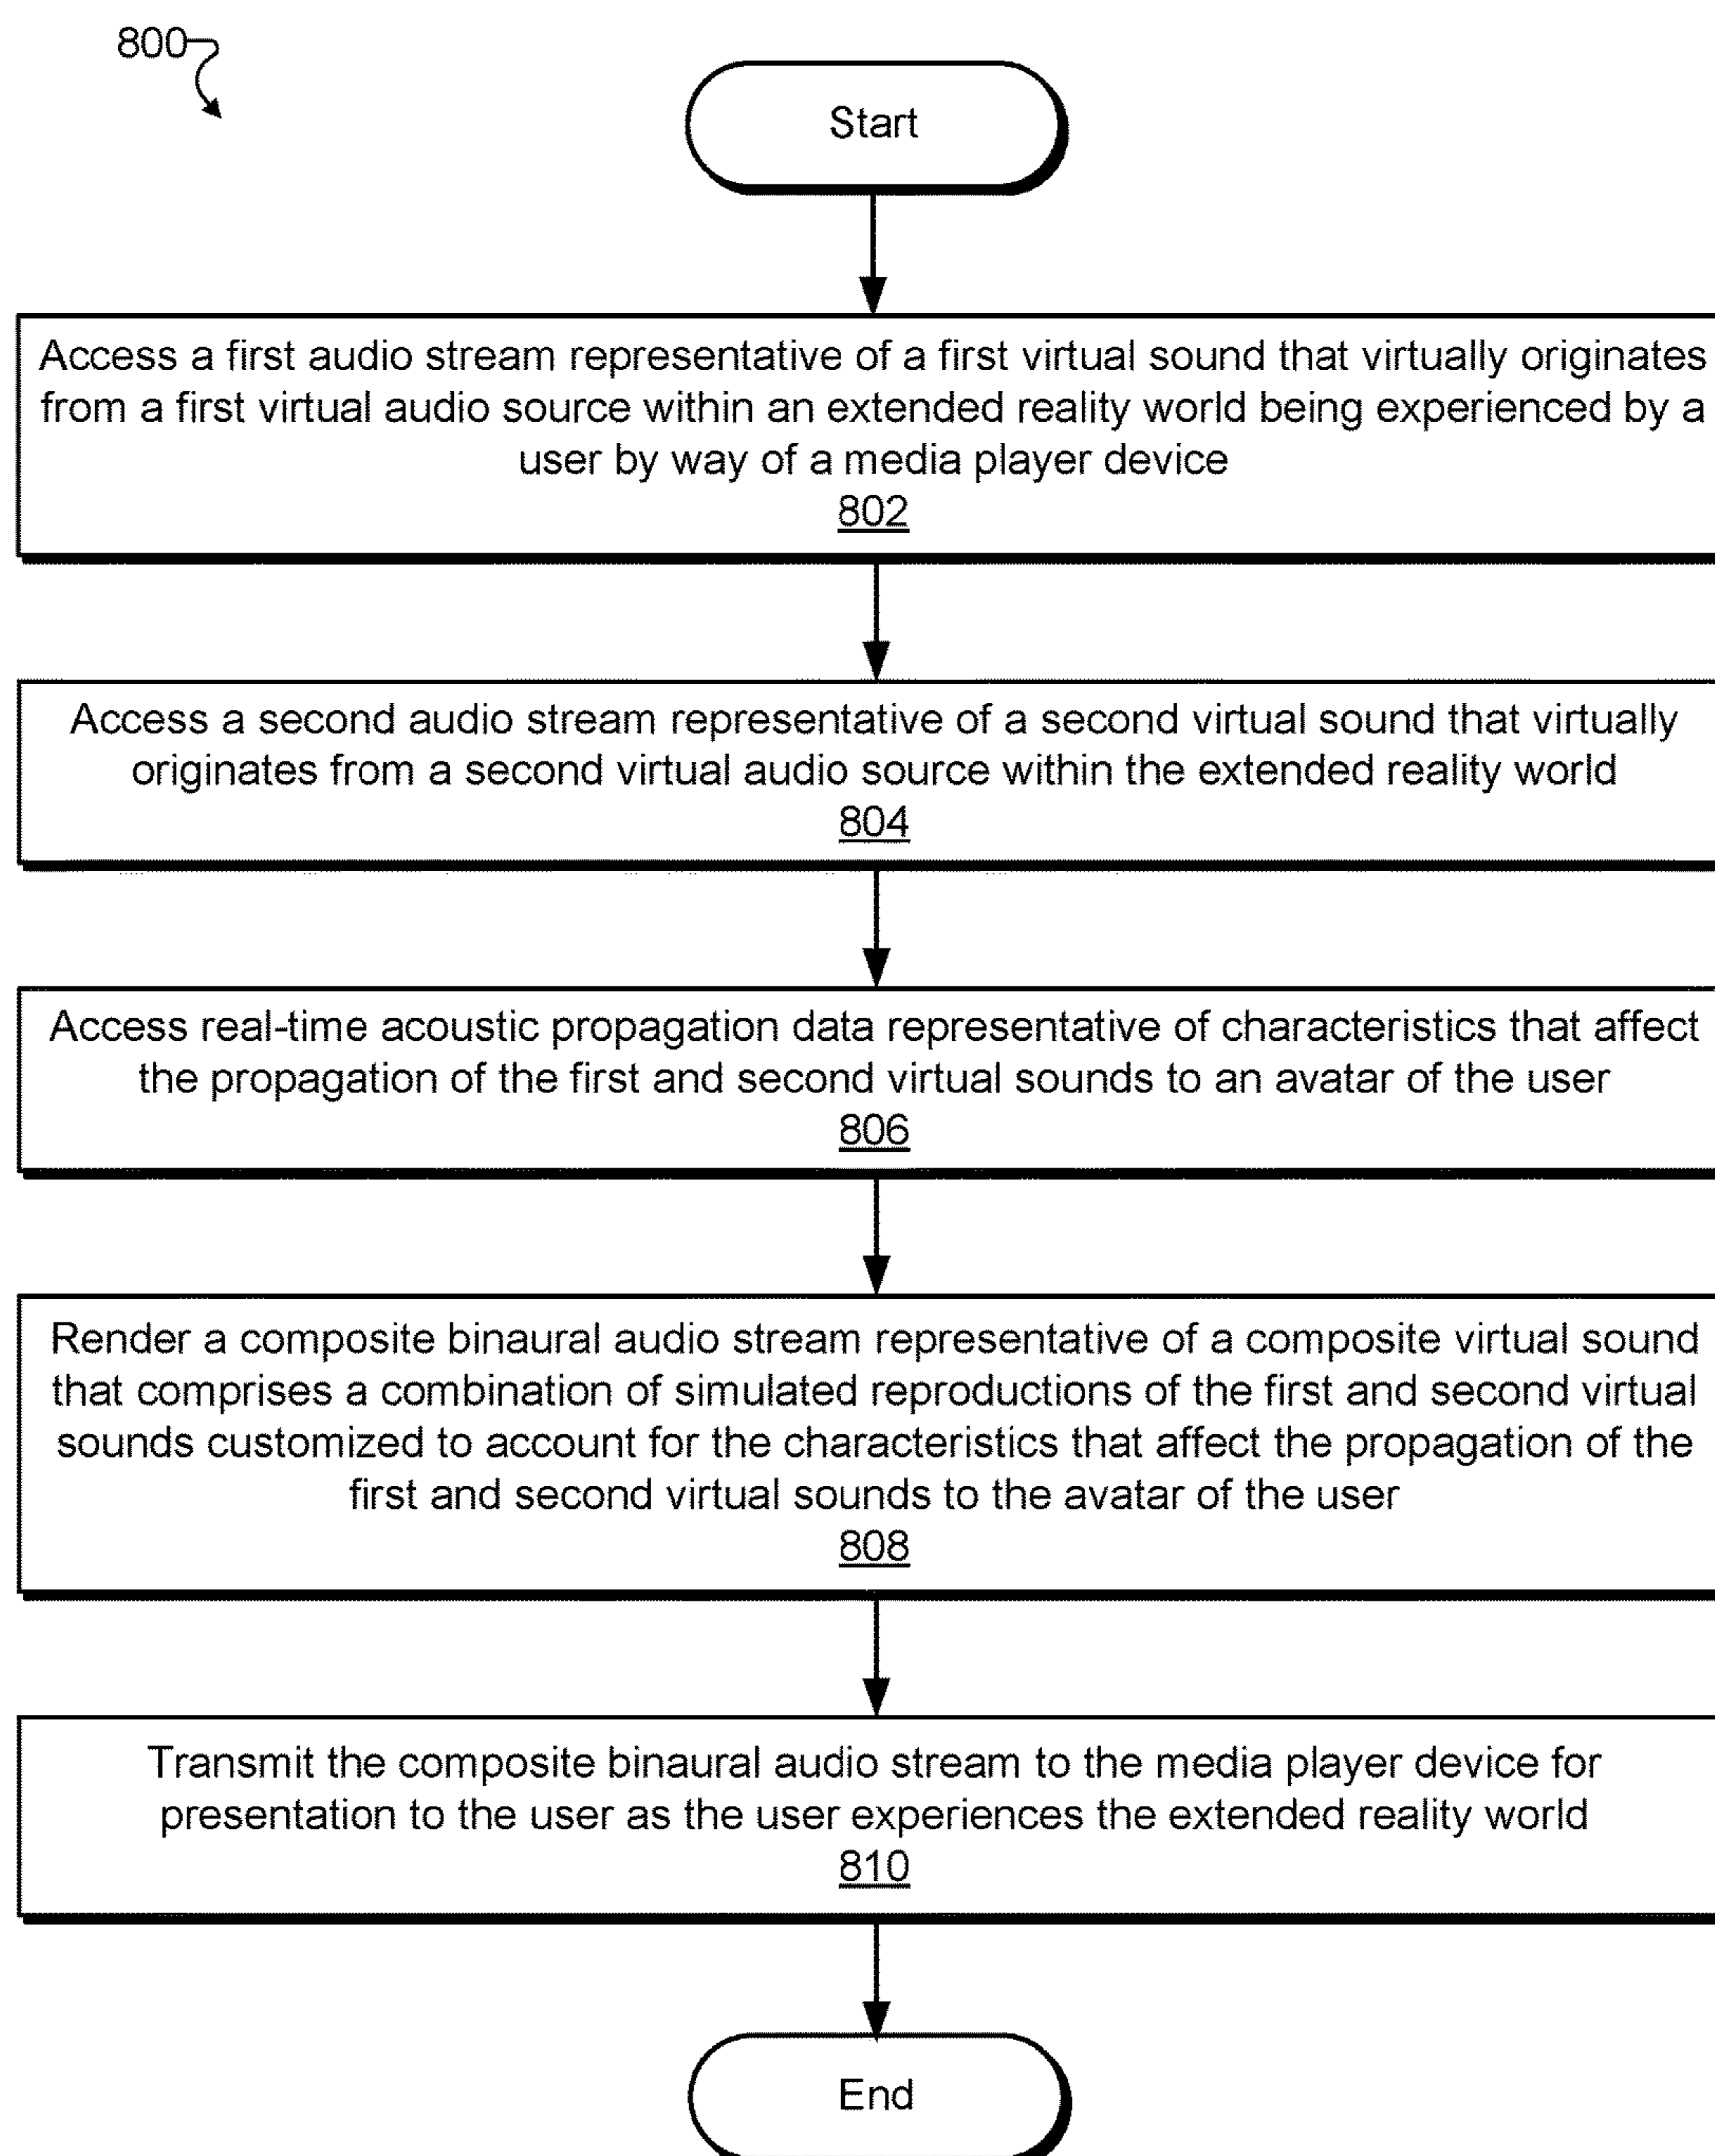 800
Start
Access a first audio stream representative of a first virtual sound that virtually originates
from a first virtual audio source within an extended reality world being experienced by a
user by way of a media player device
802
Access a second audio stream representative of a second virtual sound that virtually
originates from a second virtual audio source within the extended reality world
804
Access real-time acoustic propagation data representative of characteristics that affect
the propagation of the first and second virtual sounds to an avatar of the user
806
Render a composite binaural audio stream representative of a composite virtual sound
that comprises a combination of simulated reproductions of the first and second virtual
sounds customized to account for the characteristics that affect the propagation of the
first and second virtual sounds to the avatar of the user
808
Transmit the composite binaural audio stream to the media player device for
presentation to the user as the user experiences the extended reality world
810
End